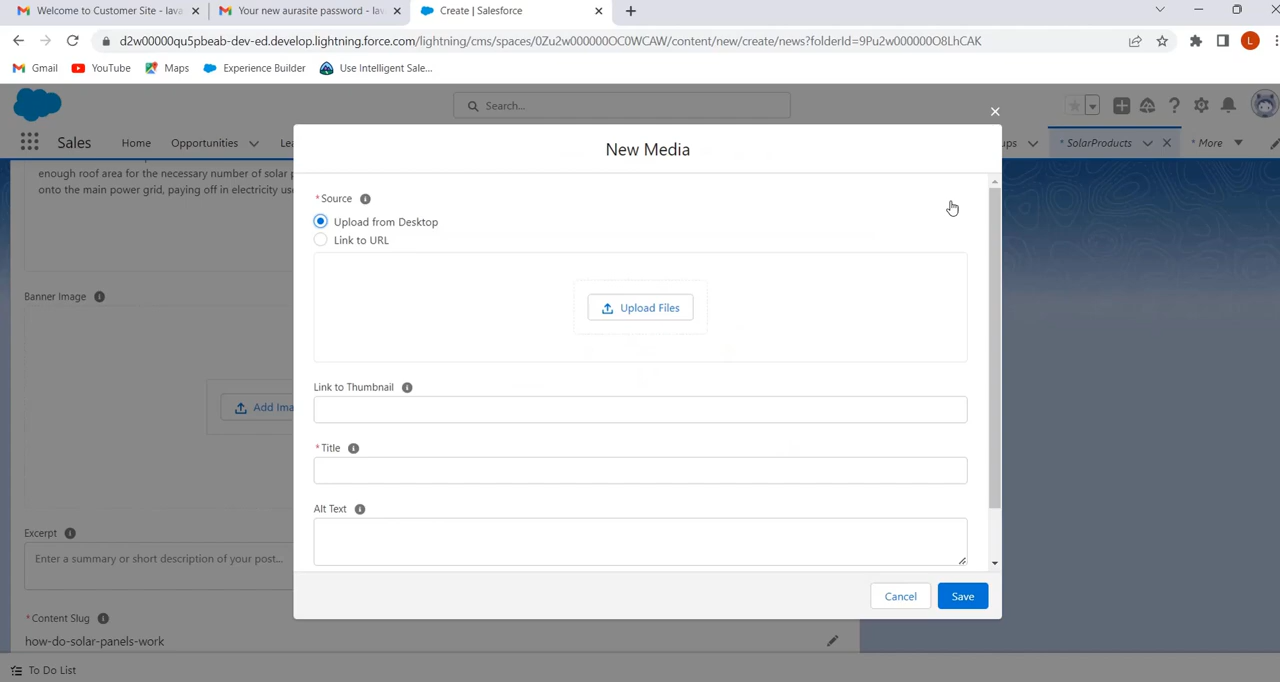 Welcome to Customer Site - lava
Your new aurasite password - lav
Create | Salesforce
d2w00000qu5pbeab-dev-ed.develop.lightning.force.com/lightning/cms/spaces/0Zu2w000000OC0WCAW/content/new/create/news?folderId=9Pu2w000000O8LhCAK
L
Gmail
YouTube
Maps
Experience Builder
Use Intelligent Sale...
Search...
Sales
Home
Opportunities
Lea
ups
* SolarProducts
* More
New Media
enough roof area for the necessary number of solar p
onto the main power grid, paying off in electricity use
* Source
Upload from Desktop
Link to URL
Upload Files
Banner Image
Add Ima
Link to Thumbnail
* Title
Alt Text
Excerpt
Enter a summary or short description of your post...
Cancel
Save
* Content Slug
how-do-solar-panels-work
To Do List